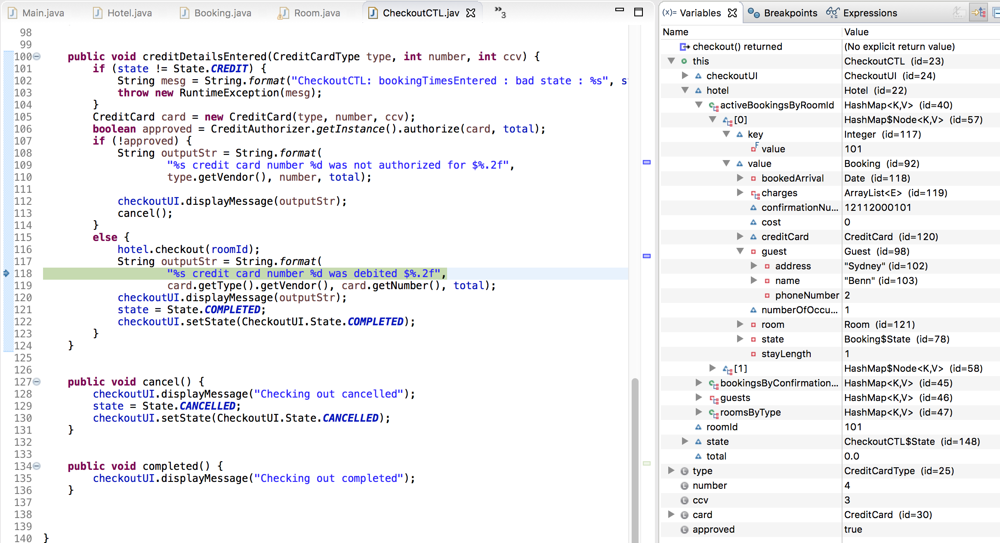 Main.java Hotel.java Booking.java Room.java CheckoutCTL.jav »3
98
99
100 public void creditDetailsEntered(CreditCardType type, int number, int ccv) {
101 if (state != State.CREDIT) {
102 String mesg = String.format("CheckoutCTL: bookingTimesEntered : bad state : %s", s
103 throw new RuntimeException(mesg);
104 }
105 CreditCard card = new CreditCard(type, number, ccv);
106 boolean approved = CreditAuthorizer.getInstance().authorize(card, total);
107 if (!approved) {
108 String outputStr = String.format(
109 "%s credit card number %d was not authorized for $%.2f",
110 type.getVendor(), number, total);
111
112 checkoutUI.displayMessage(outputStr);
113 cancel();
114 }
115 else {
116 hotel.checkout(roomId);
117 String outputStr = String.format(
118 "%s credit card number %d was debited $%.2f",
119 card.getType().getVendor(), card.getNumber(), total);
120 checkoutUI.displayMessage(outputStr);
121 state = State.COMPLETED;
122 checkoutUI.setState(CheckoutUI.State.COMPLETED);
123 }
124 }
125
126
127 public void cancel() {
128 checkoutUI.displayMessage("Checking out cancelled");
129 state = State.CANCELLED;
130 checkoutUI.setState(CheckoutUI.State.CANCELLED);
131 }
132
133
134 public void completed() {
135 checkoutUI.displayMessage("Checking out completed");
136 }
137
138
139
140 }
(x)= Variables Breakpoints Expressions
Name Value
checkout() returned (No explicit return value)
this CheckoutCTL (id=23)
checkoutUI CheckoutUI (id=24)
hotel Hotel (id=22)
activeBookingsByRoomId HashMap<K,V> (id=40)
[0] HashMap$Node<K,V> (id=57)
key Integer (id=117)
value 101
value Booking (id=92)
bookedArrival Date (id=118)
charges ArrayList<E> (id=119)
confirmationNu... 12112000101
cost 0
creditCard CreditCard (id=120)
guest Guest (id=98)
address "Sydney" (id=102)
name "Benn" (id=103)
phoneNumber 2
numberOfOccu... 1
room Room (id=121)
state Booking$State (id=78)
stayLength 1
[1] HashMap$Node<K,V> (id=58)
bookingsByConfirmation... HashMap<K,V> (id=45)
guests HashMap<K,V> (id=46)
roomsByType HashMap<K,V> (id=47)
roomId 101
state CheckoutCTL$State (id=148)
total 0.0
type CreditCardType (id=25)
number 4
ccv 3
card CreditCard (id=30)
approved true